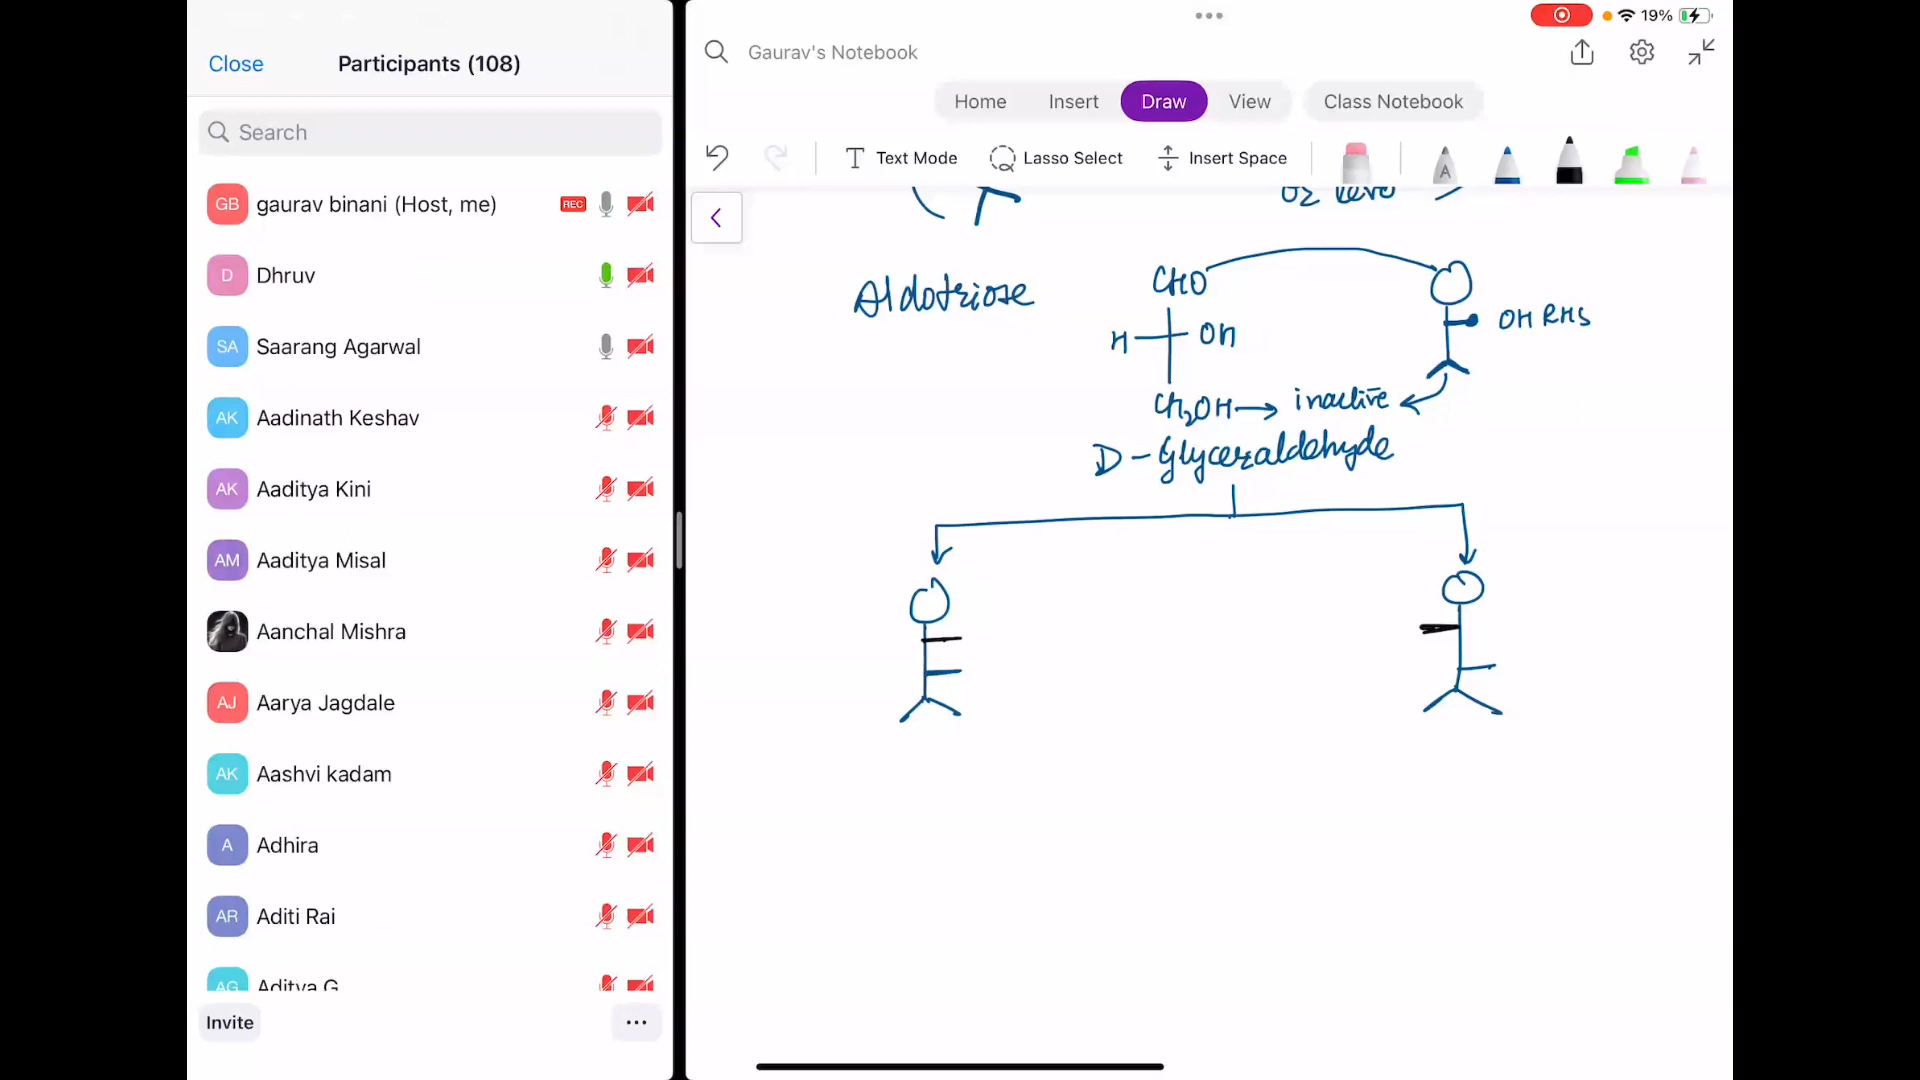 Close
Participants (108)
Search
GB
gaurav binani (Host, me)
REC
D
Dhruv
SA
Saarang Agarwal
AK
Aadinath Keshav
AK
Aaditya Kini
AM
Aaditya Misal
Aanchal Mishra
AJ
Aarya Jagdale
AK
Aashvi kadam
A
Adhira
AR
Aditi Rai
AG
Aditya G
Invite
19%
Gaurav's Notebook
Home
Insert
Draw
View
Class Notebook
T Text Mode
Lasso Select
Insert Space
A
Aldotriose
CHO
H
OH
OH RHS
CH₂OH → inactive
D - Glyceraldehyde